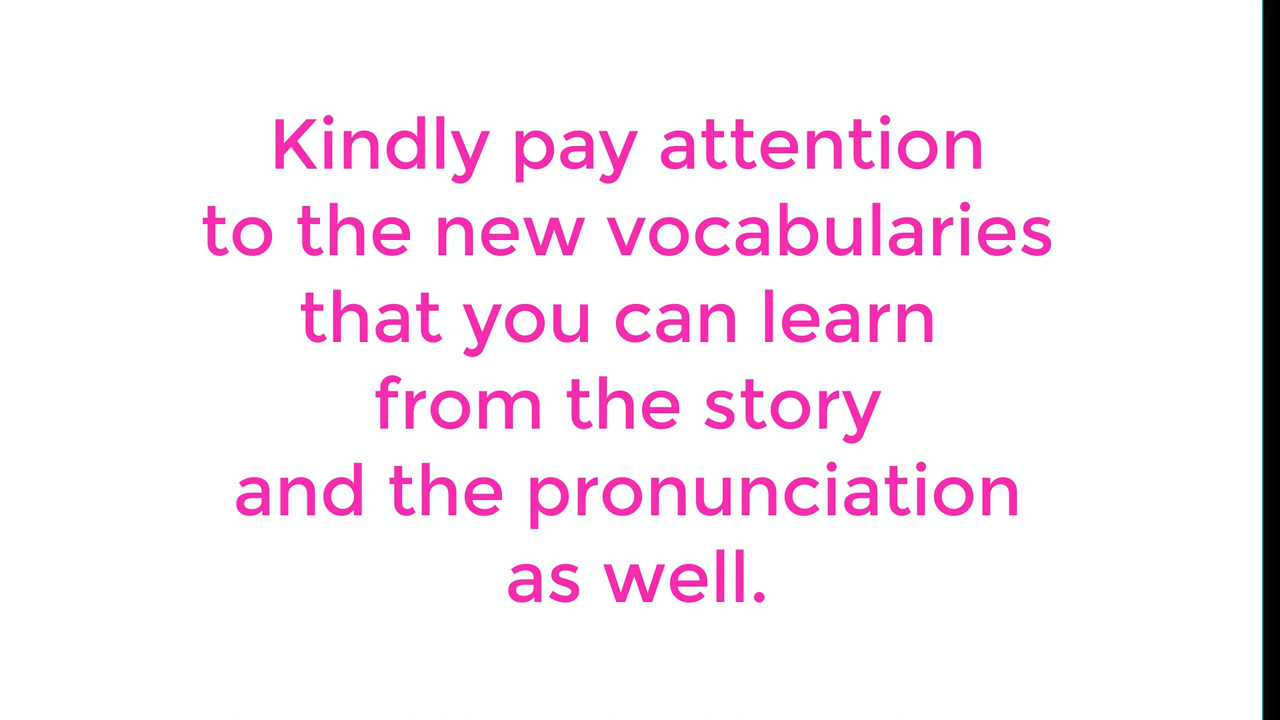 Kindly pay attention
to the new vocabularies
that you can learn
from the story
and the pronunciation
as well.